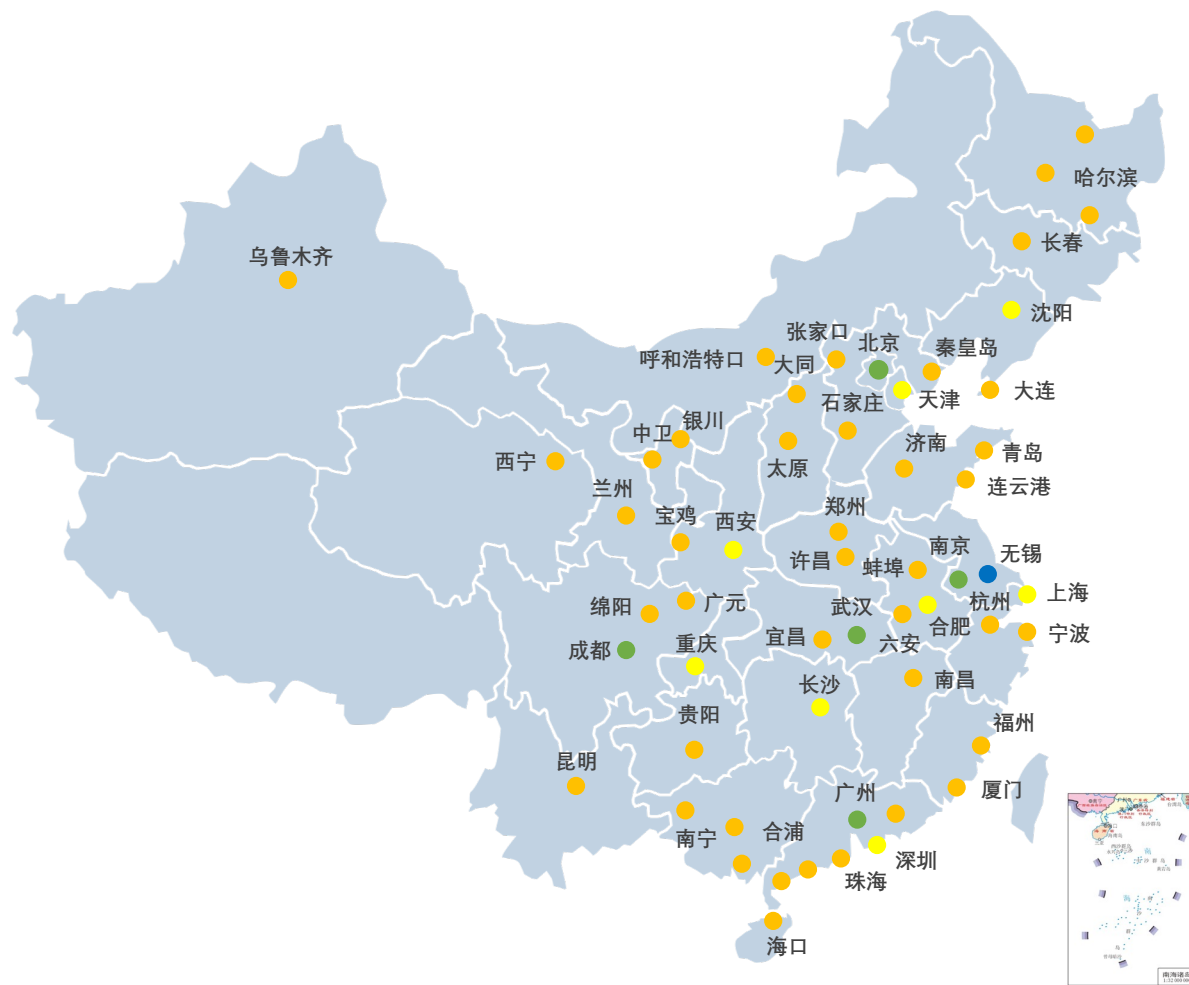 哈尔滨
长春
乌鲁木齐
沈阳
张家口
北京
秦皇岛
呼和浩特口
大同
大连
天津
石家庄
银川
中卫
济南
青岛
西宁
太原
连云港
兰州
郑州
宝鸡
西安
南京
无锡
许昌
蚌埠
上海
杭州
绵阳
广元
武汉
合肥
宁波
宜昌
六安
成都
重庆
南昌
长沙
贵阳
福州
昆明
厦门
广州
南宁
合浦
深圳
珠海
海口